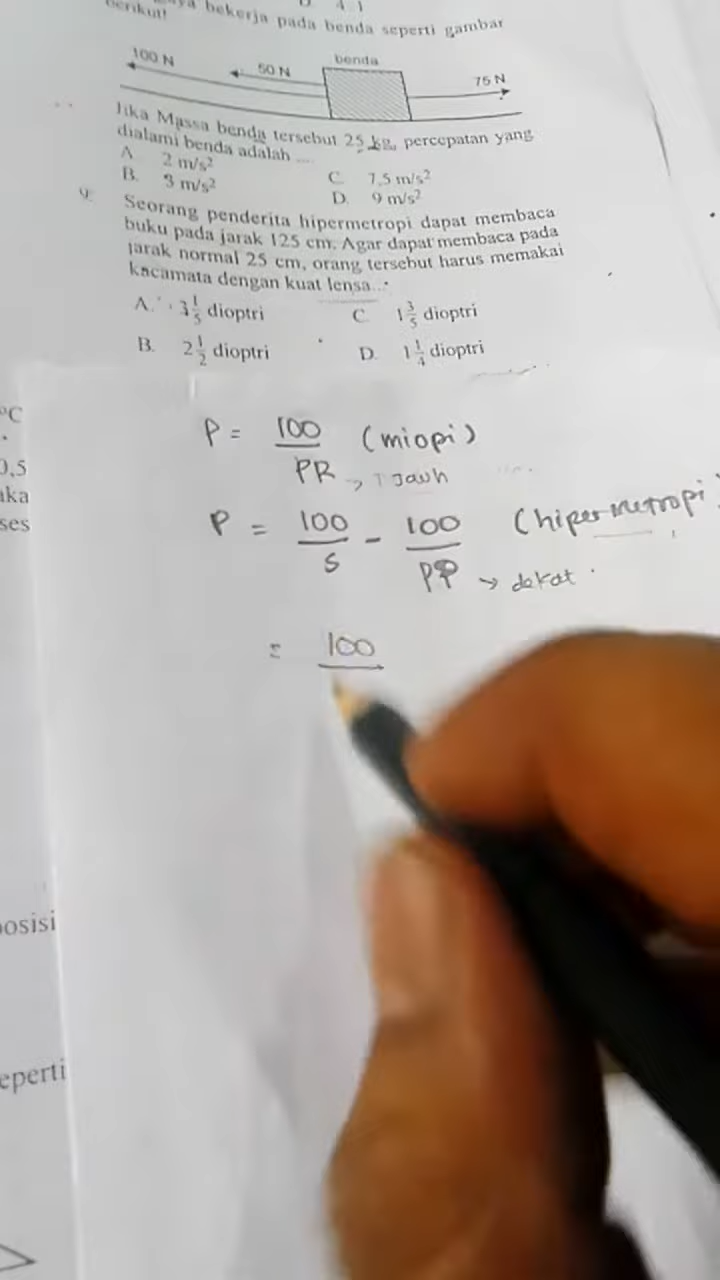 berikut!
bekerja pada benda seperti gambar
100 N
50 N
benda
75 N
Jika Massa benda tersebut 25 kg, percepatan yang
dialami benda adalah ....
A. 2 m/s²
B. 3 m/s²
C. 7,5 m/s²
D. 9 m/s²
9. Seorang penderita hipermetropi dapat membaca
buku pada jarak 125 cm. Agar dapat membaca pada
jarak normal 25 cm, orang tersebut harus memakai
kacamata dengan kuat lensa....
A. 3 1/5 dioptri
C. 1 3/5 dioptri
B. 2 1/2 dioptri
D. 1 1/4 dioptri
P = 100/PR (miopi)
→ Jauh
P = 100/S - 100/PP (hipermetropi)
→ dekat
= 100
°C
0,5
aka
ses
osisi
eperti